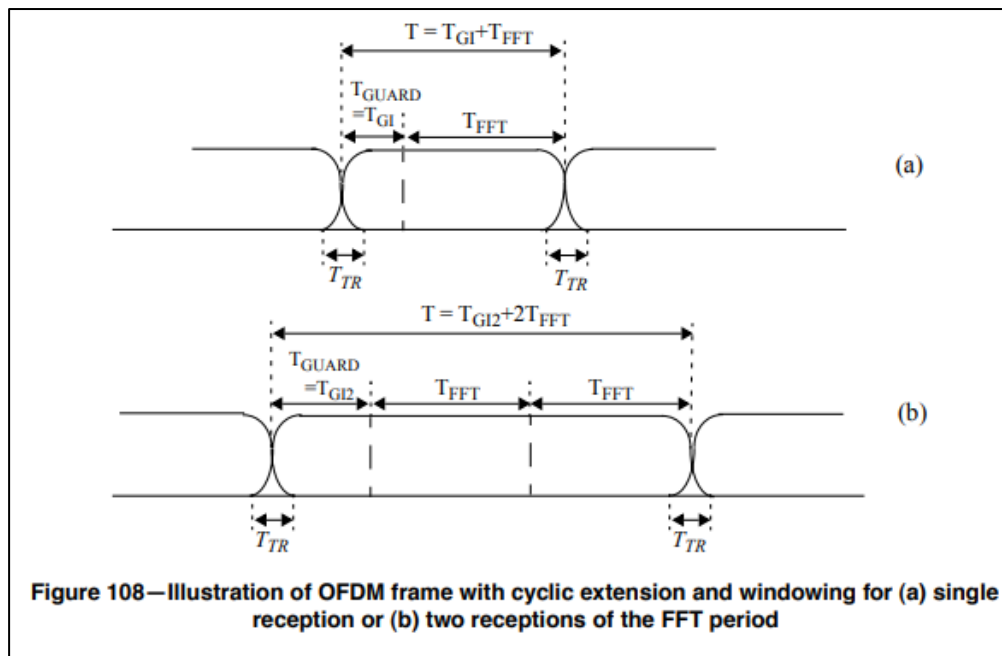 T = TGI+TFFT
TGUARD
=TGI
TFFT
(a)
TTR
TTR
T = TGI2+2TFFT
TGUARD
=TGI2
TFFT
TFFT
(b)
TTR
TTR
Figure 108—Illustration of OFDM frame with cyclic extension and windowing for (a) single
reception or (b) two receptions of the FFT period